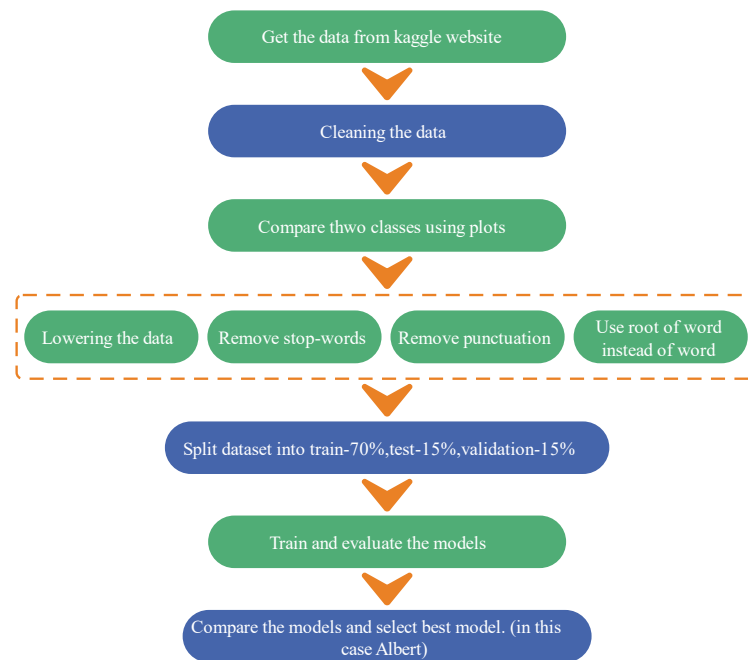 Get the data from kaggle website
Cleaning the data
Compare thwo classes using plots
Lowering the data
Remove stop-words
Remove punctuation
Use root of word
instead of word
Split dataset into train-70%,test-15%,validation-15%
Train and evaluate the models
Compare the models and select best model. (in this
case Albert)